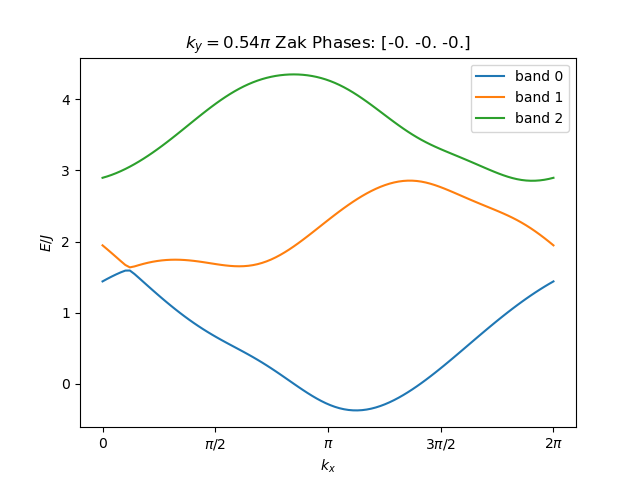 $k_y = 0.54\pi$ Zak Phases: [-0. -0. -0.]
band 0
band 1
band 2
4
3
2
1
0
E/J
0 π/2 π 3π/2 2π
$k_x$